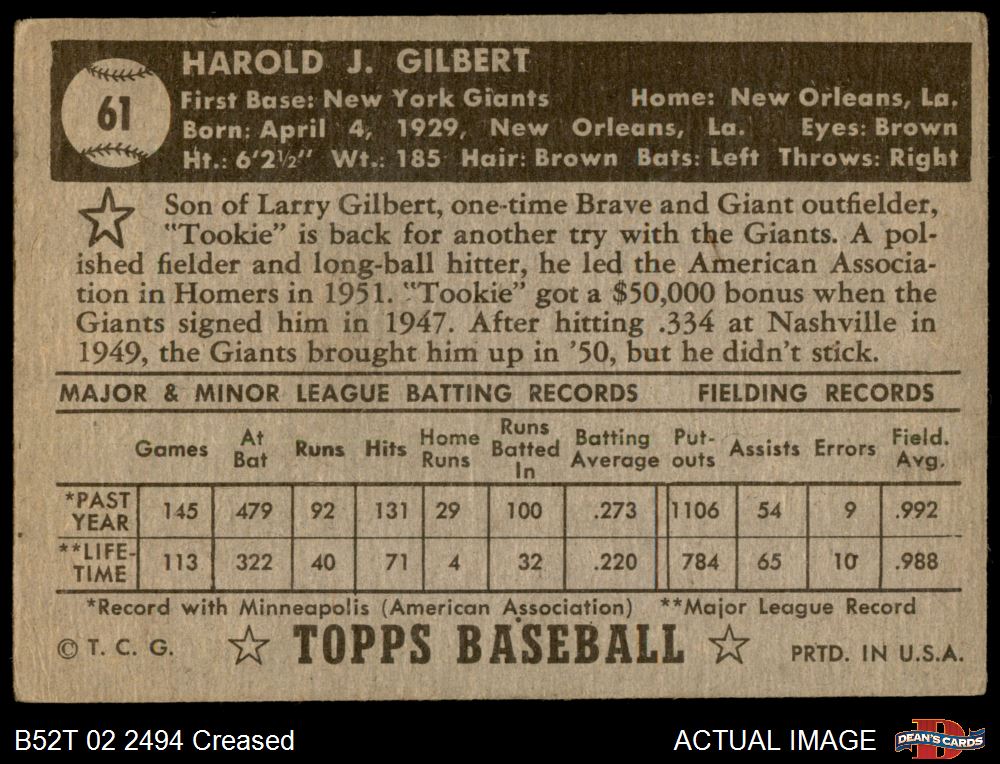 61
HAROLD J. GILBERT
First Base: New York Giants Home: New Orleans, La.
Born: April 4, 1929, New Orleans, La. Eyes: Brown
Ht.: 6'2½" Wt.: 185 Hair: Brown Bats: Left Throws: Right
Son of Larry Gilbert, one-time Brave and Giant outfielder,
"Tookie" is back for another try with the Giants. A pol-
ished fielder and long-ball hitter, he led the American Associa-
tion in Homers in 1951. "Tookie" got a $50,000 bonus when the
Giants signed him in 1947. After hitting .334 at Nashville in
1949, the Giants brought him up in '50, but he didn't stick.
MAJOR & MINOR LEAGUE BATTING RECORDS FIELDING RECORDS
Games At Bat Runs Hits Home Runs Runs Batted In Batting Average Put-outs Assists Errors Field. Avg.
*PAST YEAR 145 479 92 131 29 100 .273 1106 54 9 .992
**LIFE-TIME 113 322 40 71 4 32 .220 784 65 10 .988
*Record with Minneapolis (American Association) **Major League Record
© T. C. G. TOPPS BASEBALL PRTD. IN U.S.A.
B52T 02 2494 Creased ACTUAL IMAGE DEAN'S CARDS